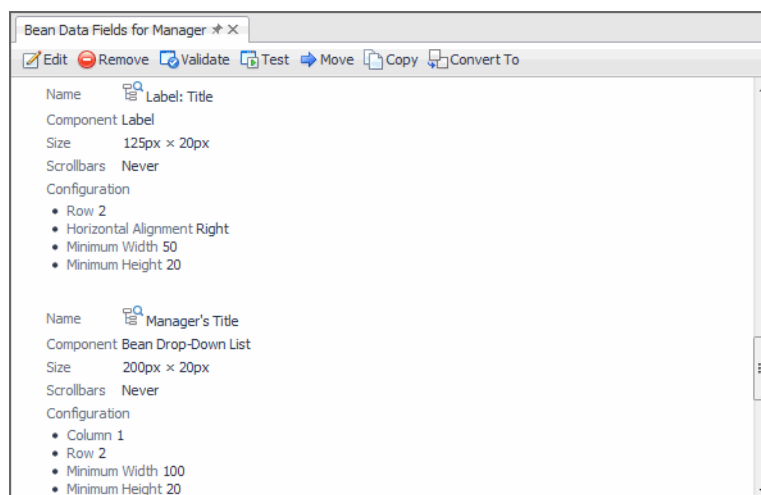 Bean Data Fields for Manager
Edit Remove Validate Test Move Copy Convert To
Name Label: Title
Component Label
Size 125px × 20px
Scrollbars Never
Configuration
• Row 2
• Horizontal Alignment Right
• Minimum Width 50
• Minimum Height 20
Name Manager's Title
Component Bean Drop-Down List
Size 200px × 20px
Scrollbars Never
Configuration
• Column 1
• Row 2
• Minimum Width 100
• Minimum Height 20